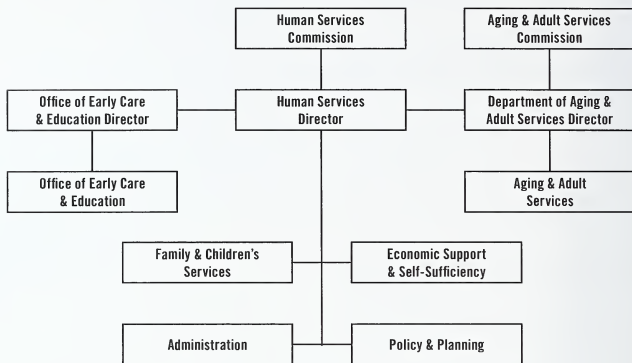 Human Services
Commission
Aging & Adult Services
Commission
Office of Early Care
& Education Director
Human Services
Director
Department of Aging &
Adult Services Director
Office of Early Care
& Education
Aging & Adult
Services
Family & Children's
Services
Economic Support
& Self-Sufficiency
Administration
Policy & Planning